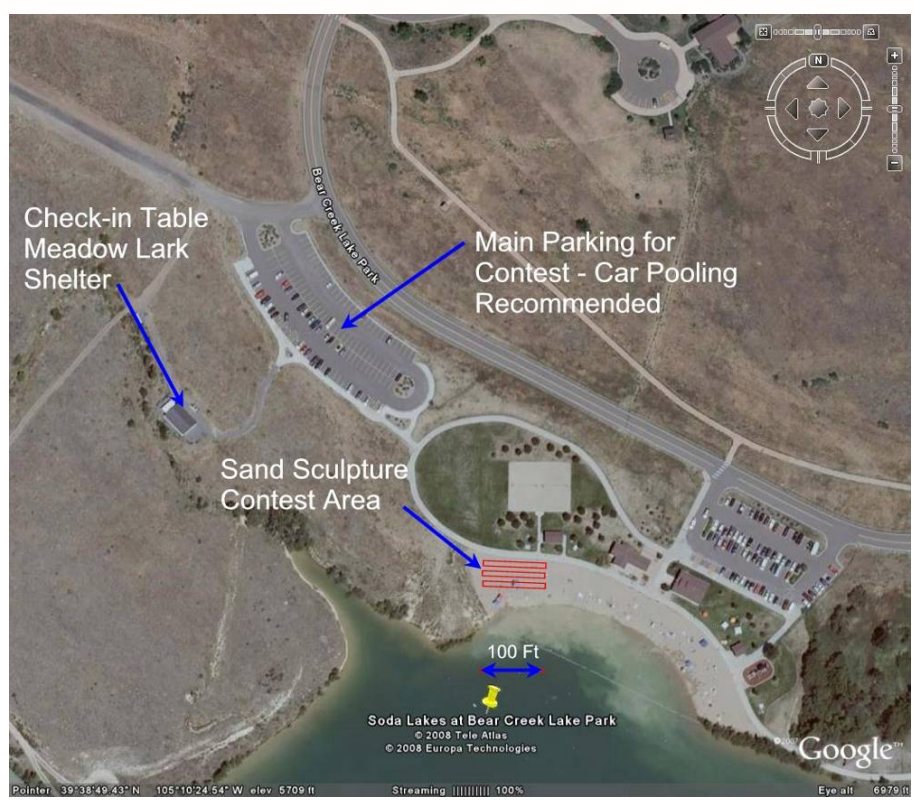 N
Bear Creek Lake Park
Check-in Table
Meadow Lark
Shelter
Main Parking for
Contest - Car Pooling
Recommended
Sand Sculpture
Contest Area
100 Ft
Soda Lakes at Bear Creek Lake Park
© 2008 Tele Atlas
© 2008 Europa Technologies
© 2007 Google™
Pointer 39°38'49.43" N 105°10'24.54" W elev 5709 ft Streaming |||||||||| 100% Eye alt 6979 ft